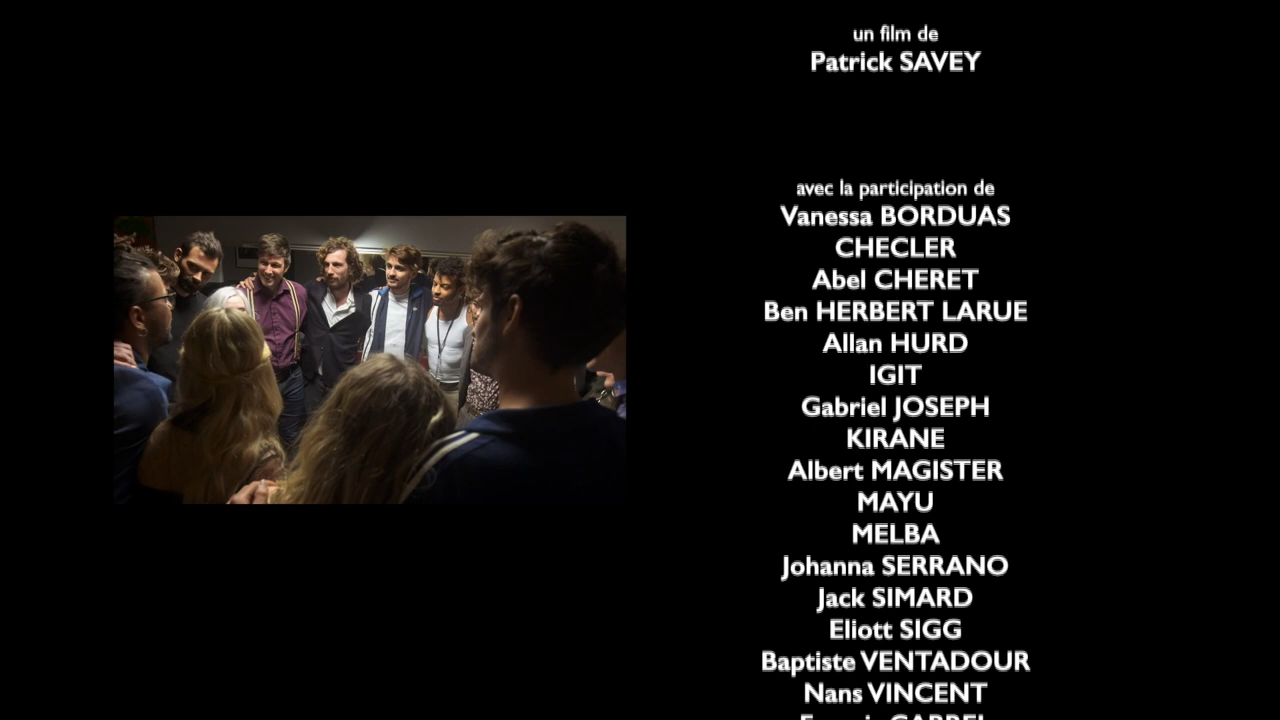 un film de
Patrick SAVEY
avec la participation de
Vanessa BORDUAS
CHECLER
Abel CHERET
Ben HERBERT LARUE
Allan HURD
IGIT
Gabriel JOSEPH
KIRANE
Albert MAGISTER
MAYU
MELBA
Johanna SERRANO
Jack SIMARD
Eliott SIGG
Baptiste VENTADOUR
Nans VINCENT